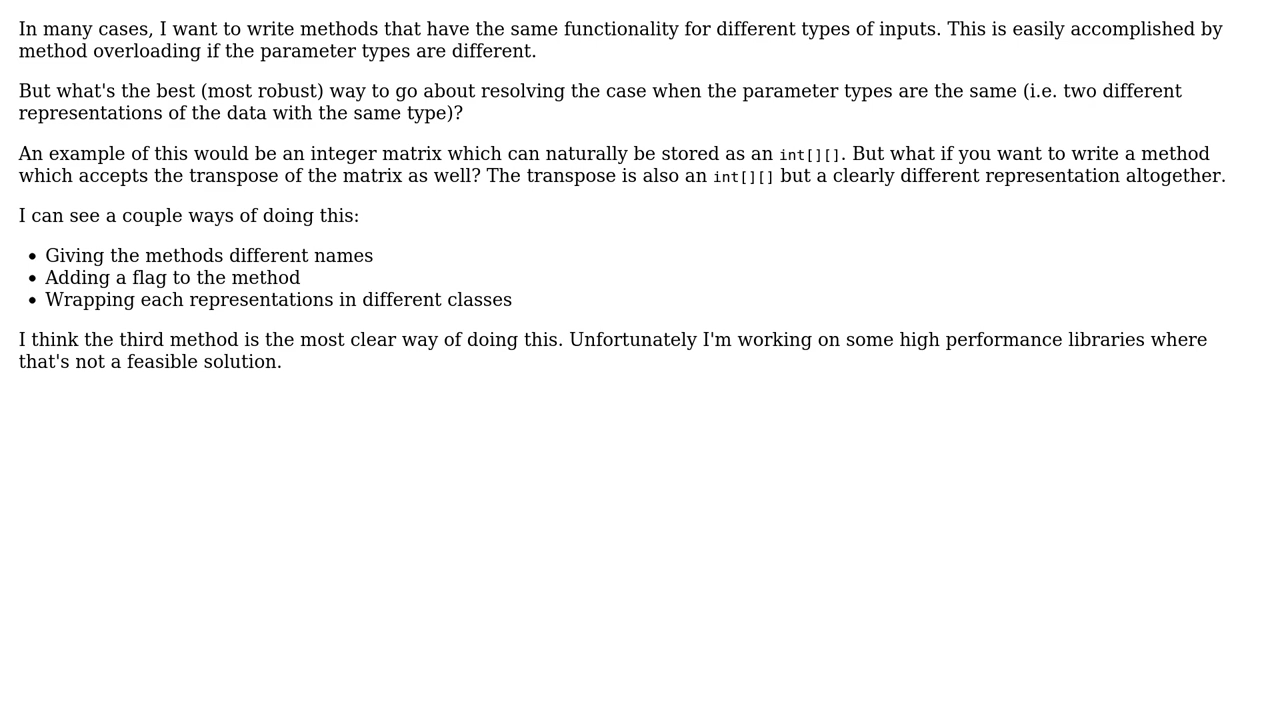 In many cases, I want to write methods that have the same functionality for different types of inputs. This is easily accomplished by
method overloading if the parameter types are different.
But what's the best (most robust) way to go about resolving the case when the parameter types are the same (i.e. two different
representations of the data with the same type)?
An example of this would be an integer matrix which can naturally be stored as an int[][]. But what if you want to write a method
which accepts the transpose of the matrix as well? The transpose is also an int[][] but a clearly different representation altogether.
I can see a couple ways of doing this:
• Giving the methods different names
• Adding a flag to the method
• Wrapping each representations in different classes
I think the third method is the most clear way of doing this. Unfortunately I'm working on some high performance libraries where
that's not a feasible solution.